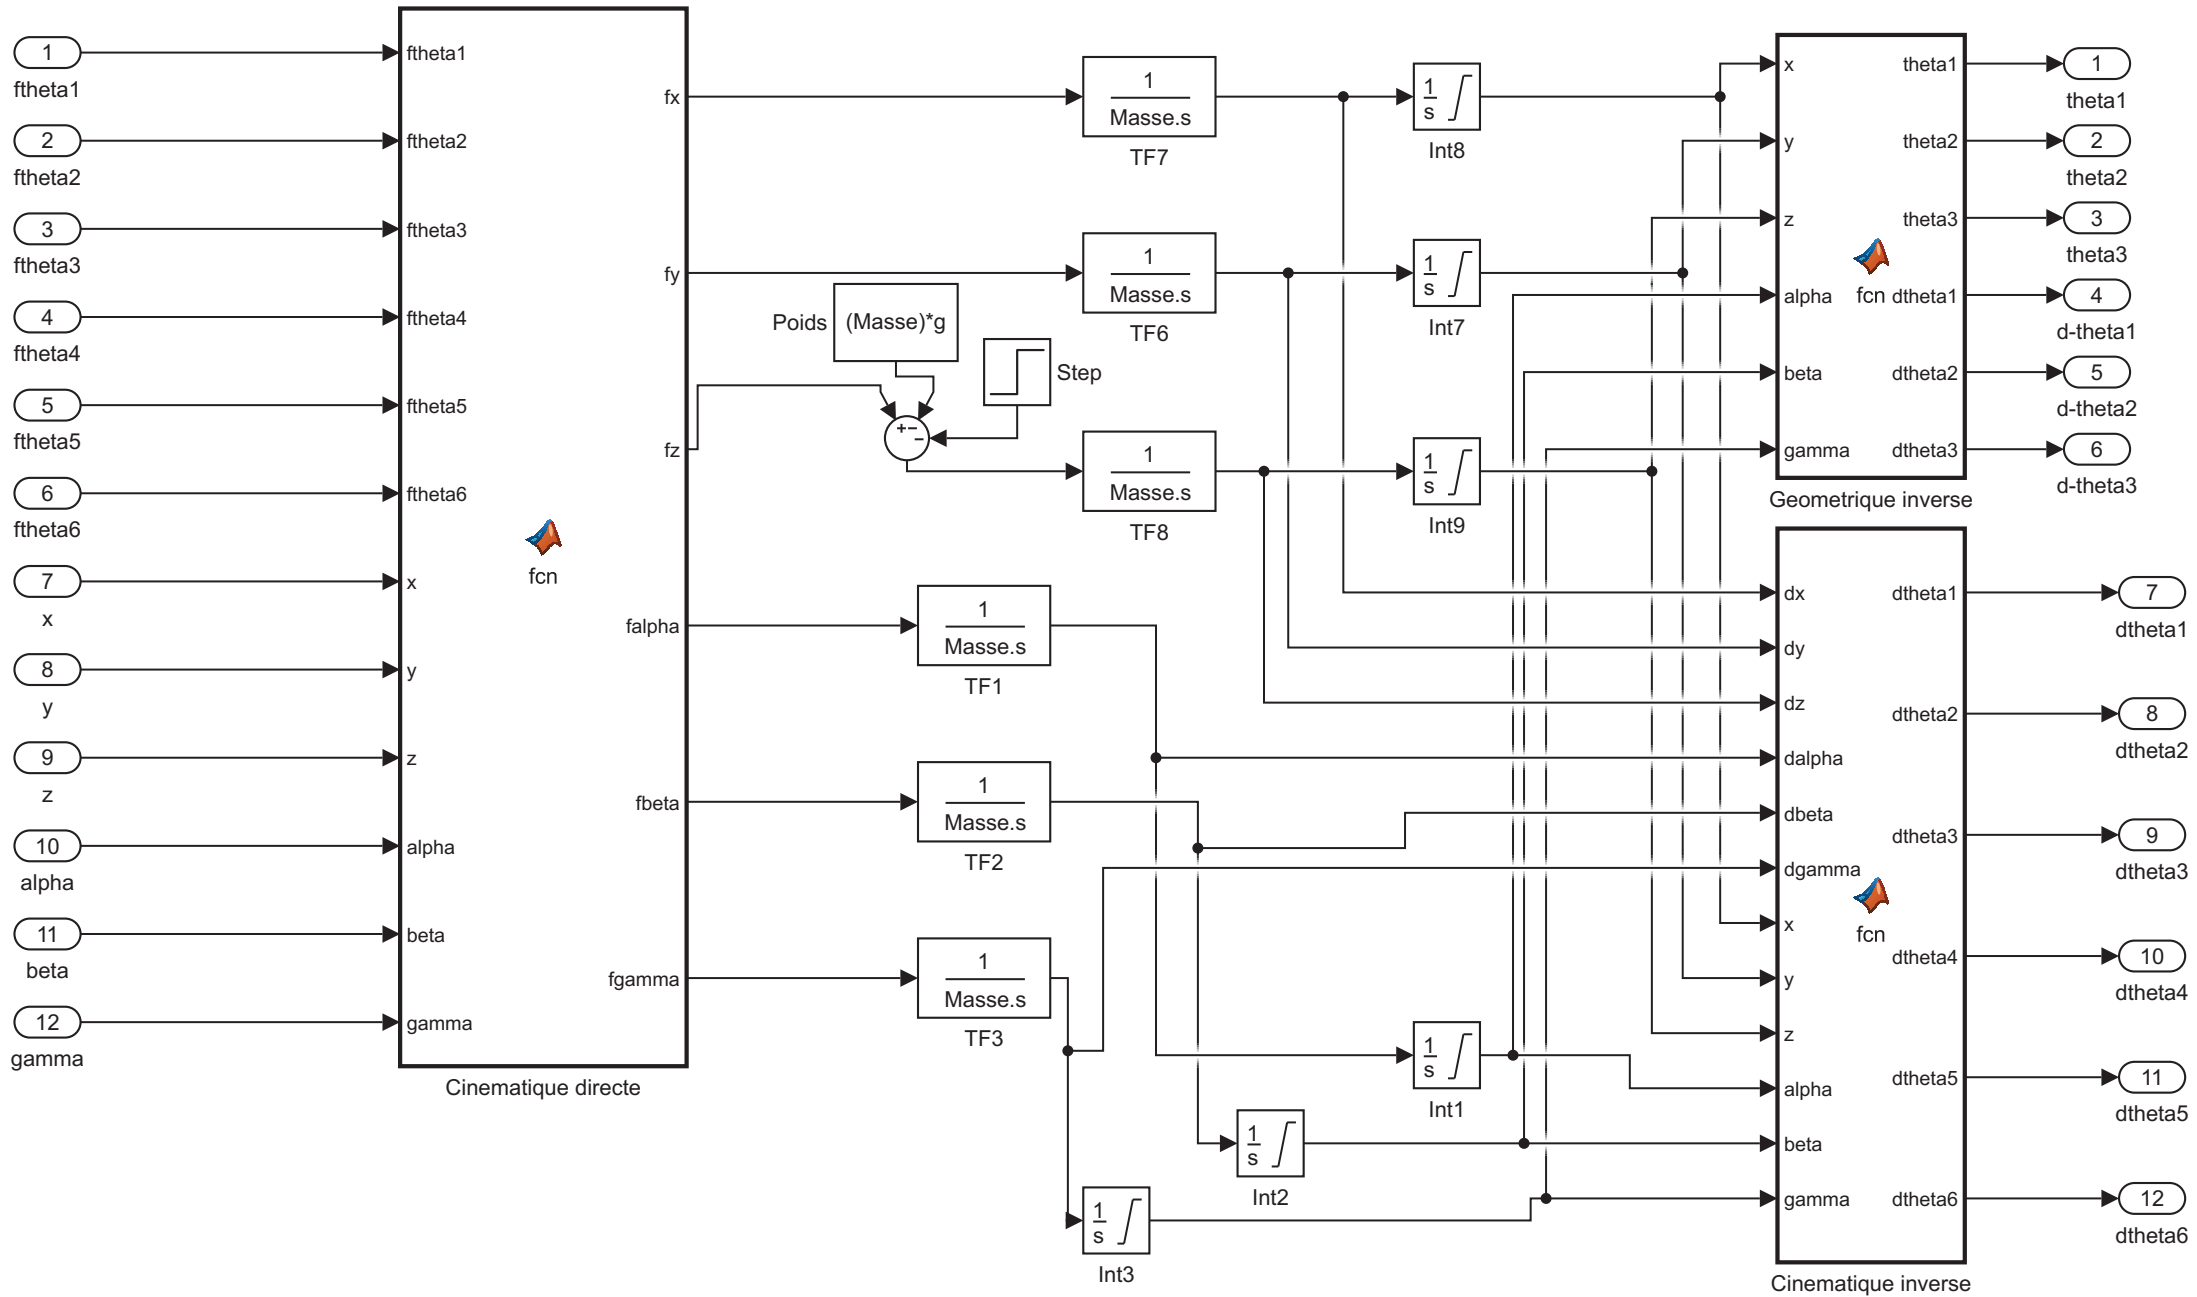 1
ftheta1
2
ftheta2
3
ftheta3
4
ftheta4
5
ftheta5
6
ftheta6
7
x
8
y
9
z
10
alpha
11
beta
12
gamma
ftheta1
ftheta2
ftheta3
ftheta4
ftheta5
ftheta6
x
y
z
alpha
beta
gamma
fcn
fx
fy
fz
falpha
fbeta
fgamma
Cinematique directe
Poids
(Masse)*g
Step
+
−
−
1
Masse.s
TF7
1
Masse.s
TF6
1
Masse.s
TF8
1
Masse.s
TF1
1
Masse.s
TF2
1
Masse.s
TF3
1
s
Int8
1
s
Int7
1
s
Int9
1
s
Int1
1
s
Int2
1
s
Int3
x
y
z
alpha
beta
gamma
fcn
theta1
theta2
theta3
dtheta1
dtheta2
dtheta3
Geometrique inverse
1
theta1
2
theta2
3
theta3
4
d-theta1
5
d-theta2
6
d-theta3
dx
dy
dz
dalpha
dbeta
dgamma
x
y
z
alpha
beta
gamma
fcn
dtheta1
dtheta2
dtheta3
dtheta4
dtheta5
dtheta6
Cinematique inverse
7
dtheta1
8
dtheta2
9
dtheta3
10
dtheta4
11
dtheta5
12
dtheta6